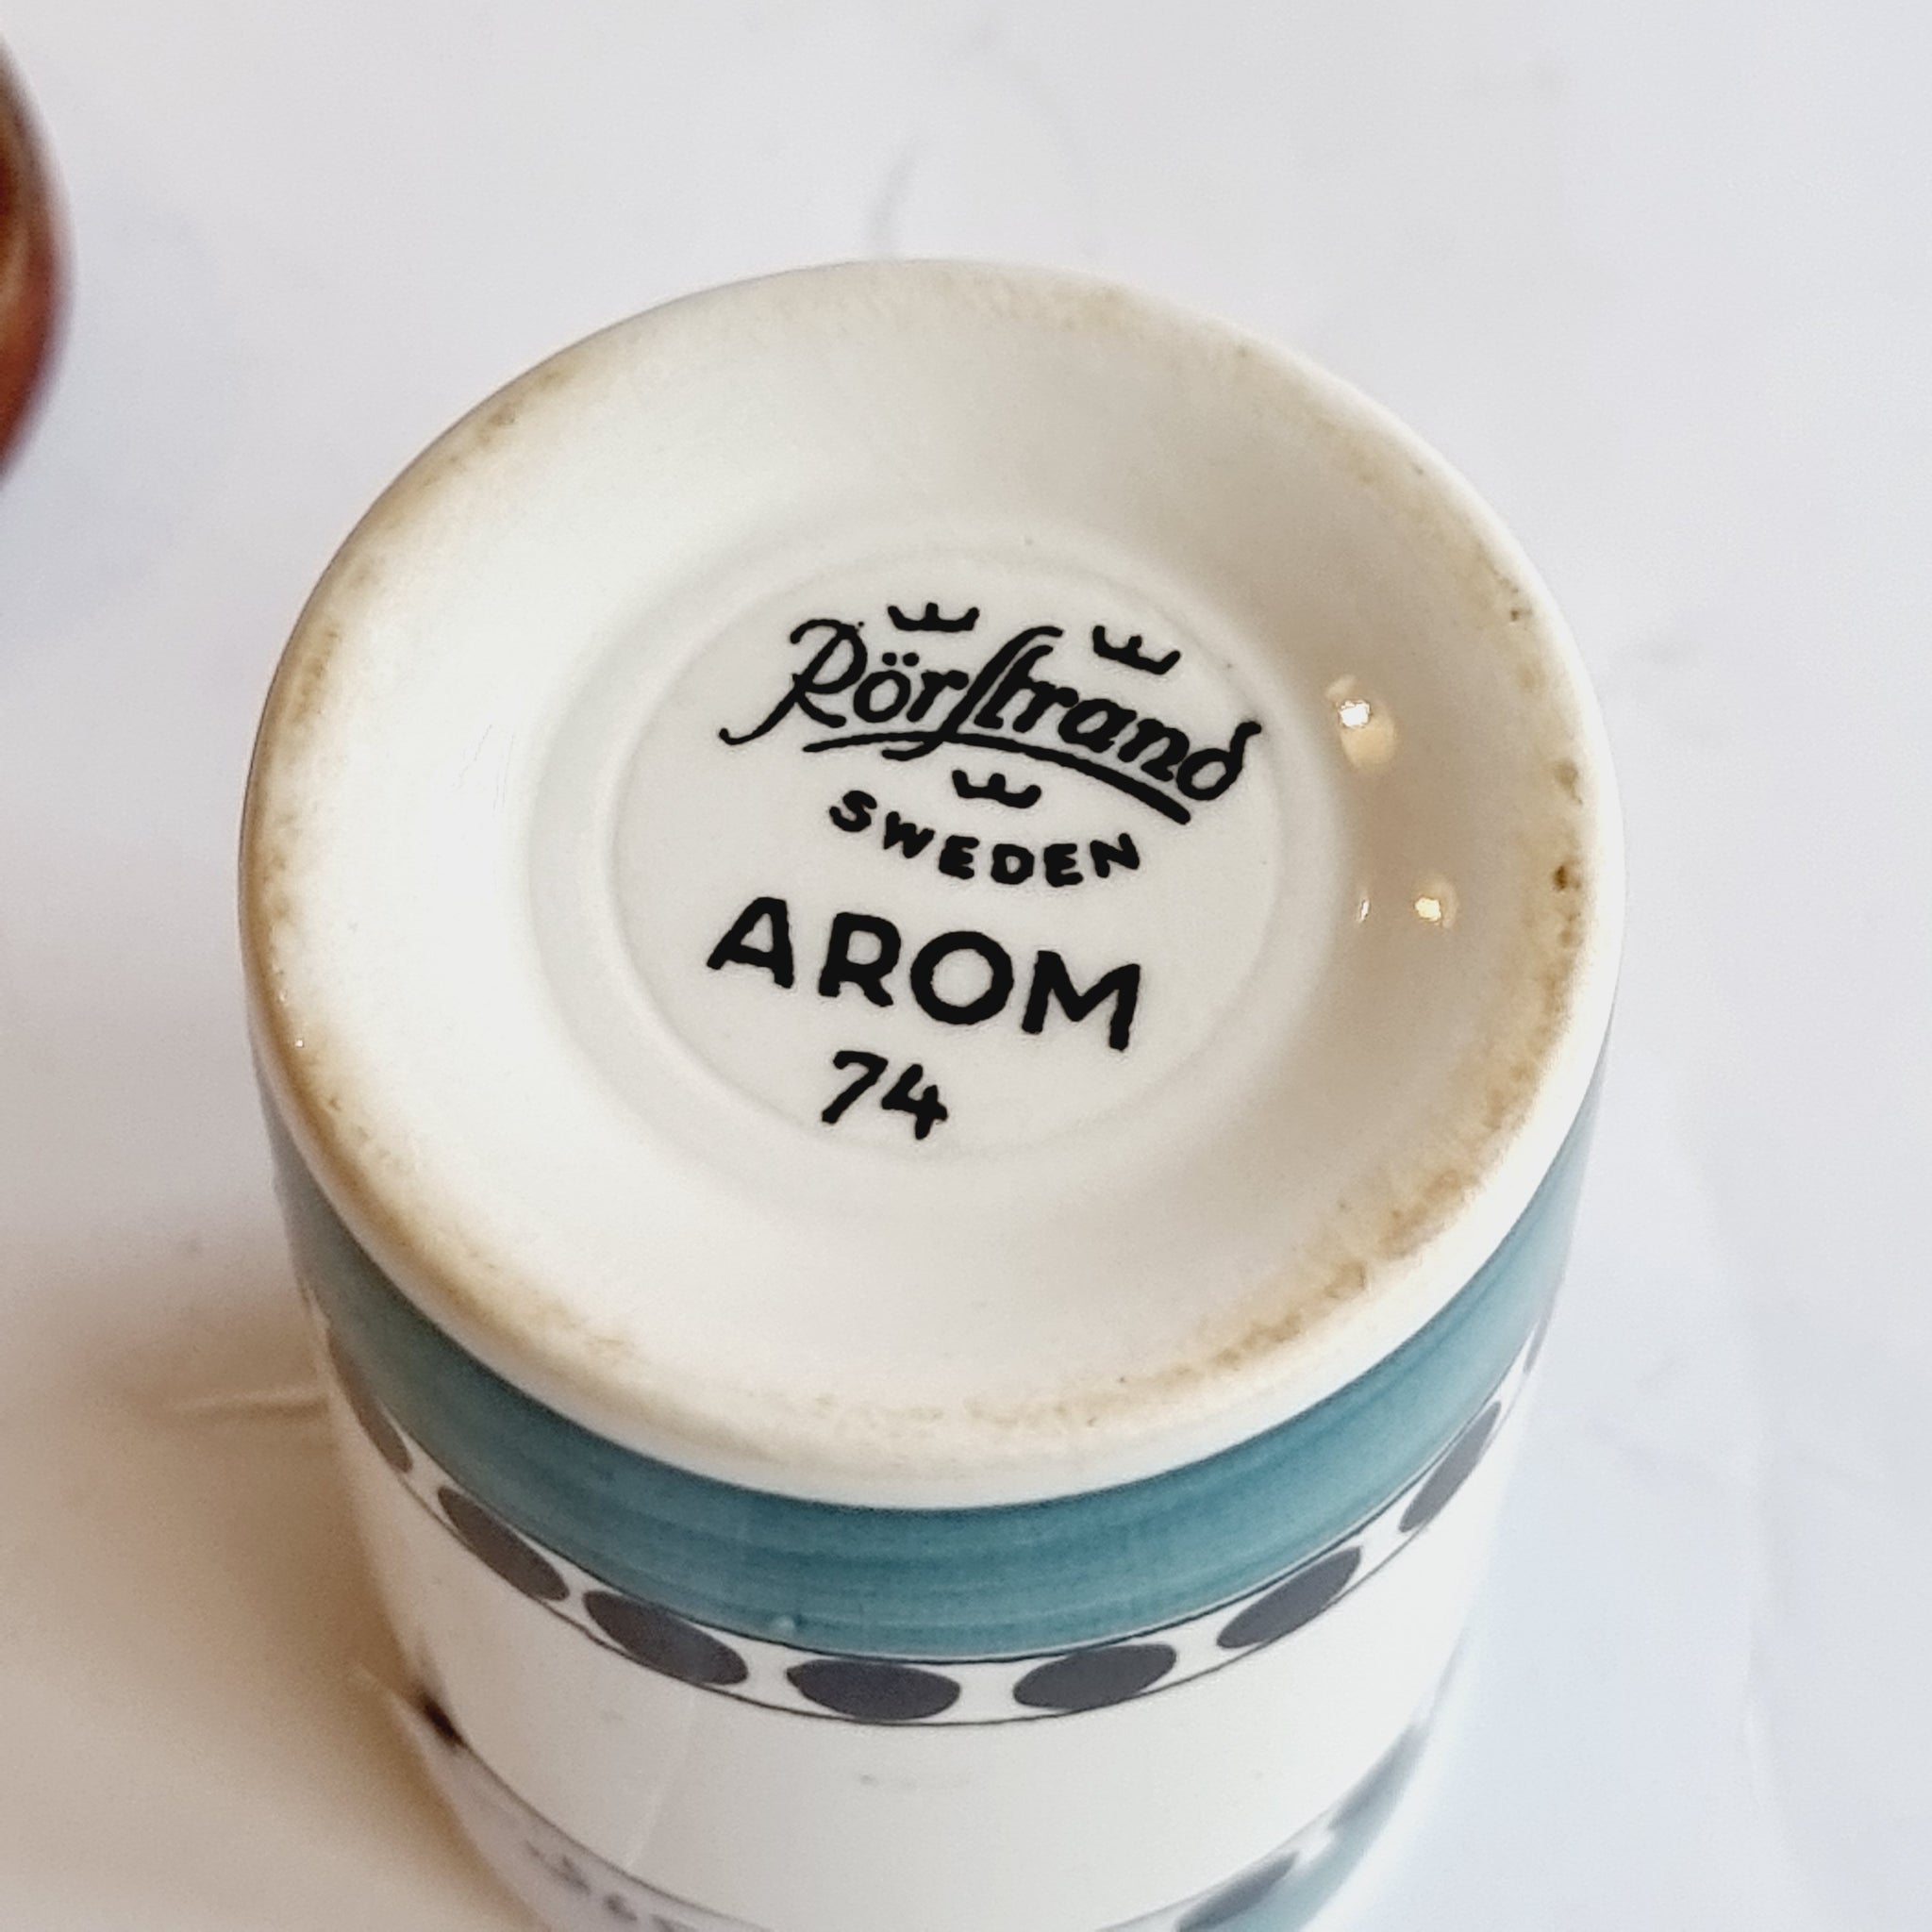 Rörstrand
SWEDEN
AROM
74